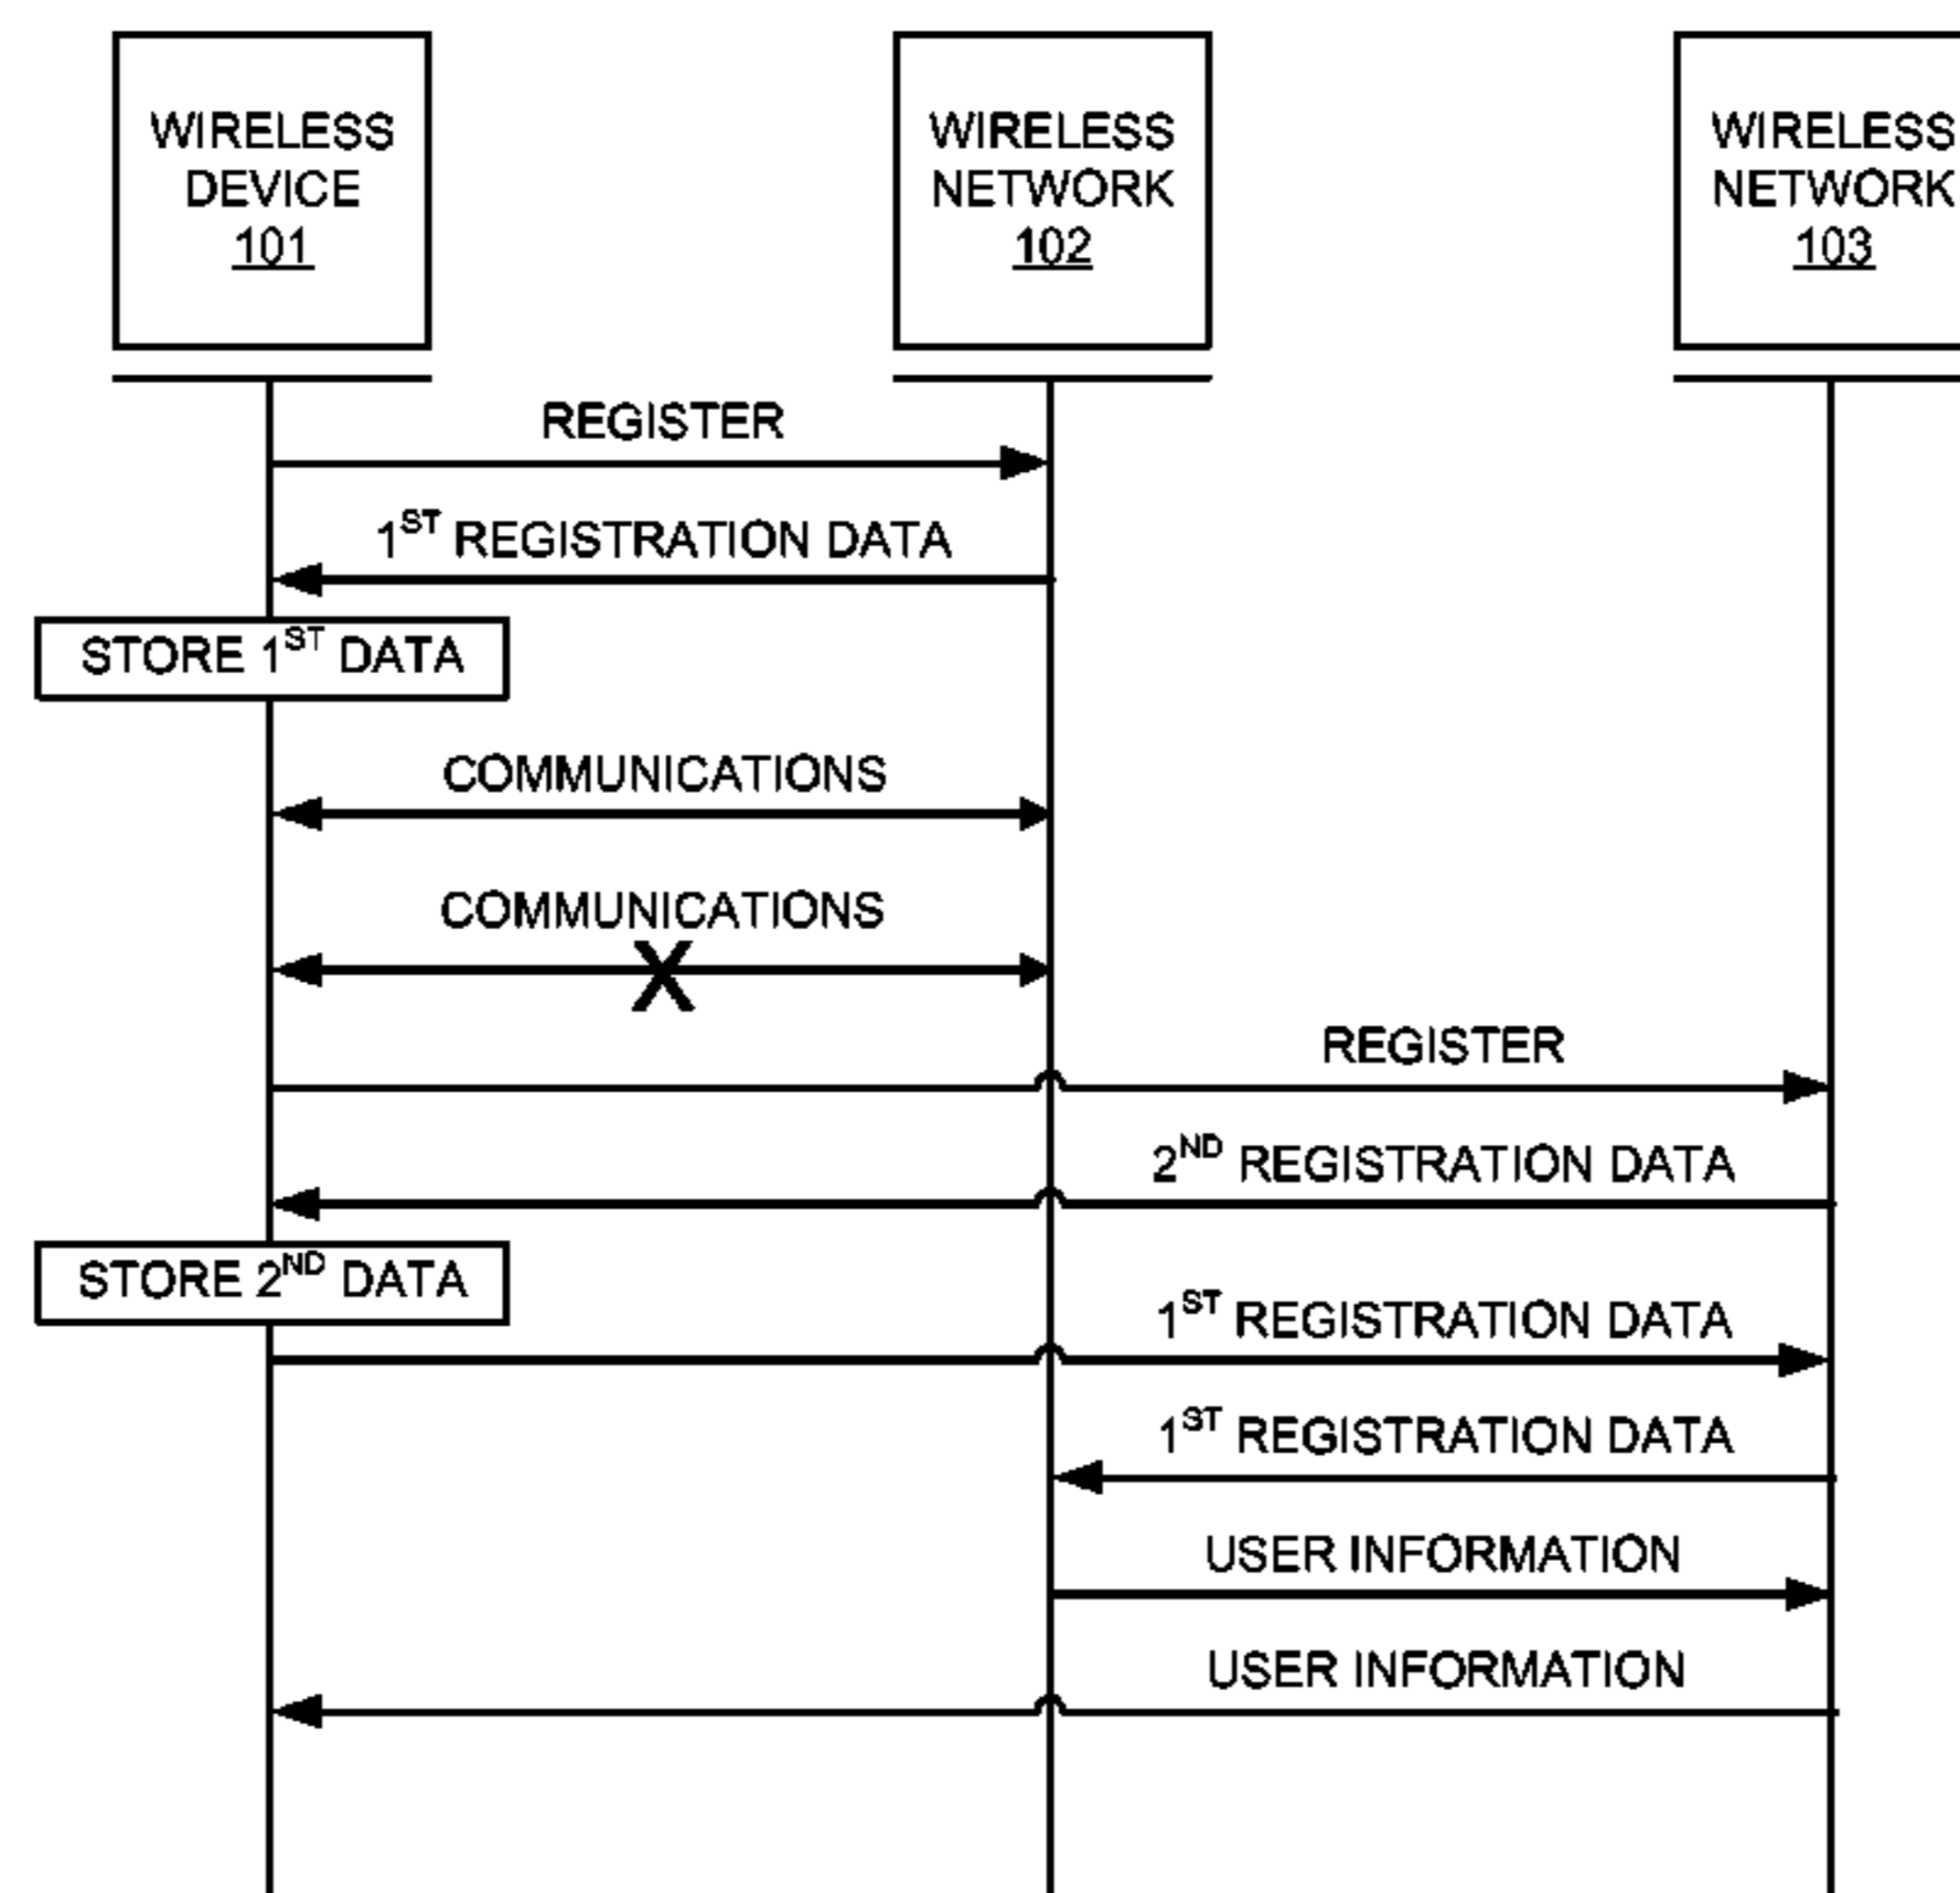 WIRELESS
DEVICE
101
WIRELESS
NETWORK
102
WIRELESS
NETWORK
103
REGISTER
1ST REGISTRATION DATA
STORE 1ST DATA
COMMUNICATIONS
COMMUNICATIONS
X
REGISTER
2ND REGISTRATION DATA
STORE 2ND DATA
1ST REGISTRATION DATA
1ST REGISTRATION DATA
USER INFORMATION
USER INFORMATION